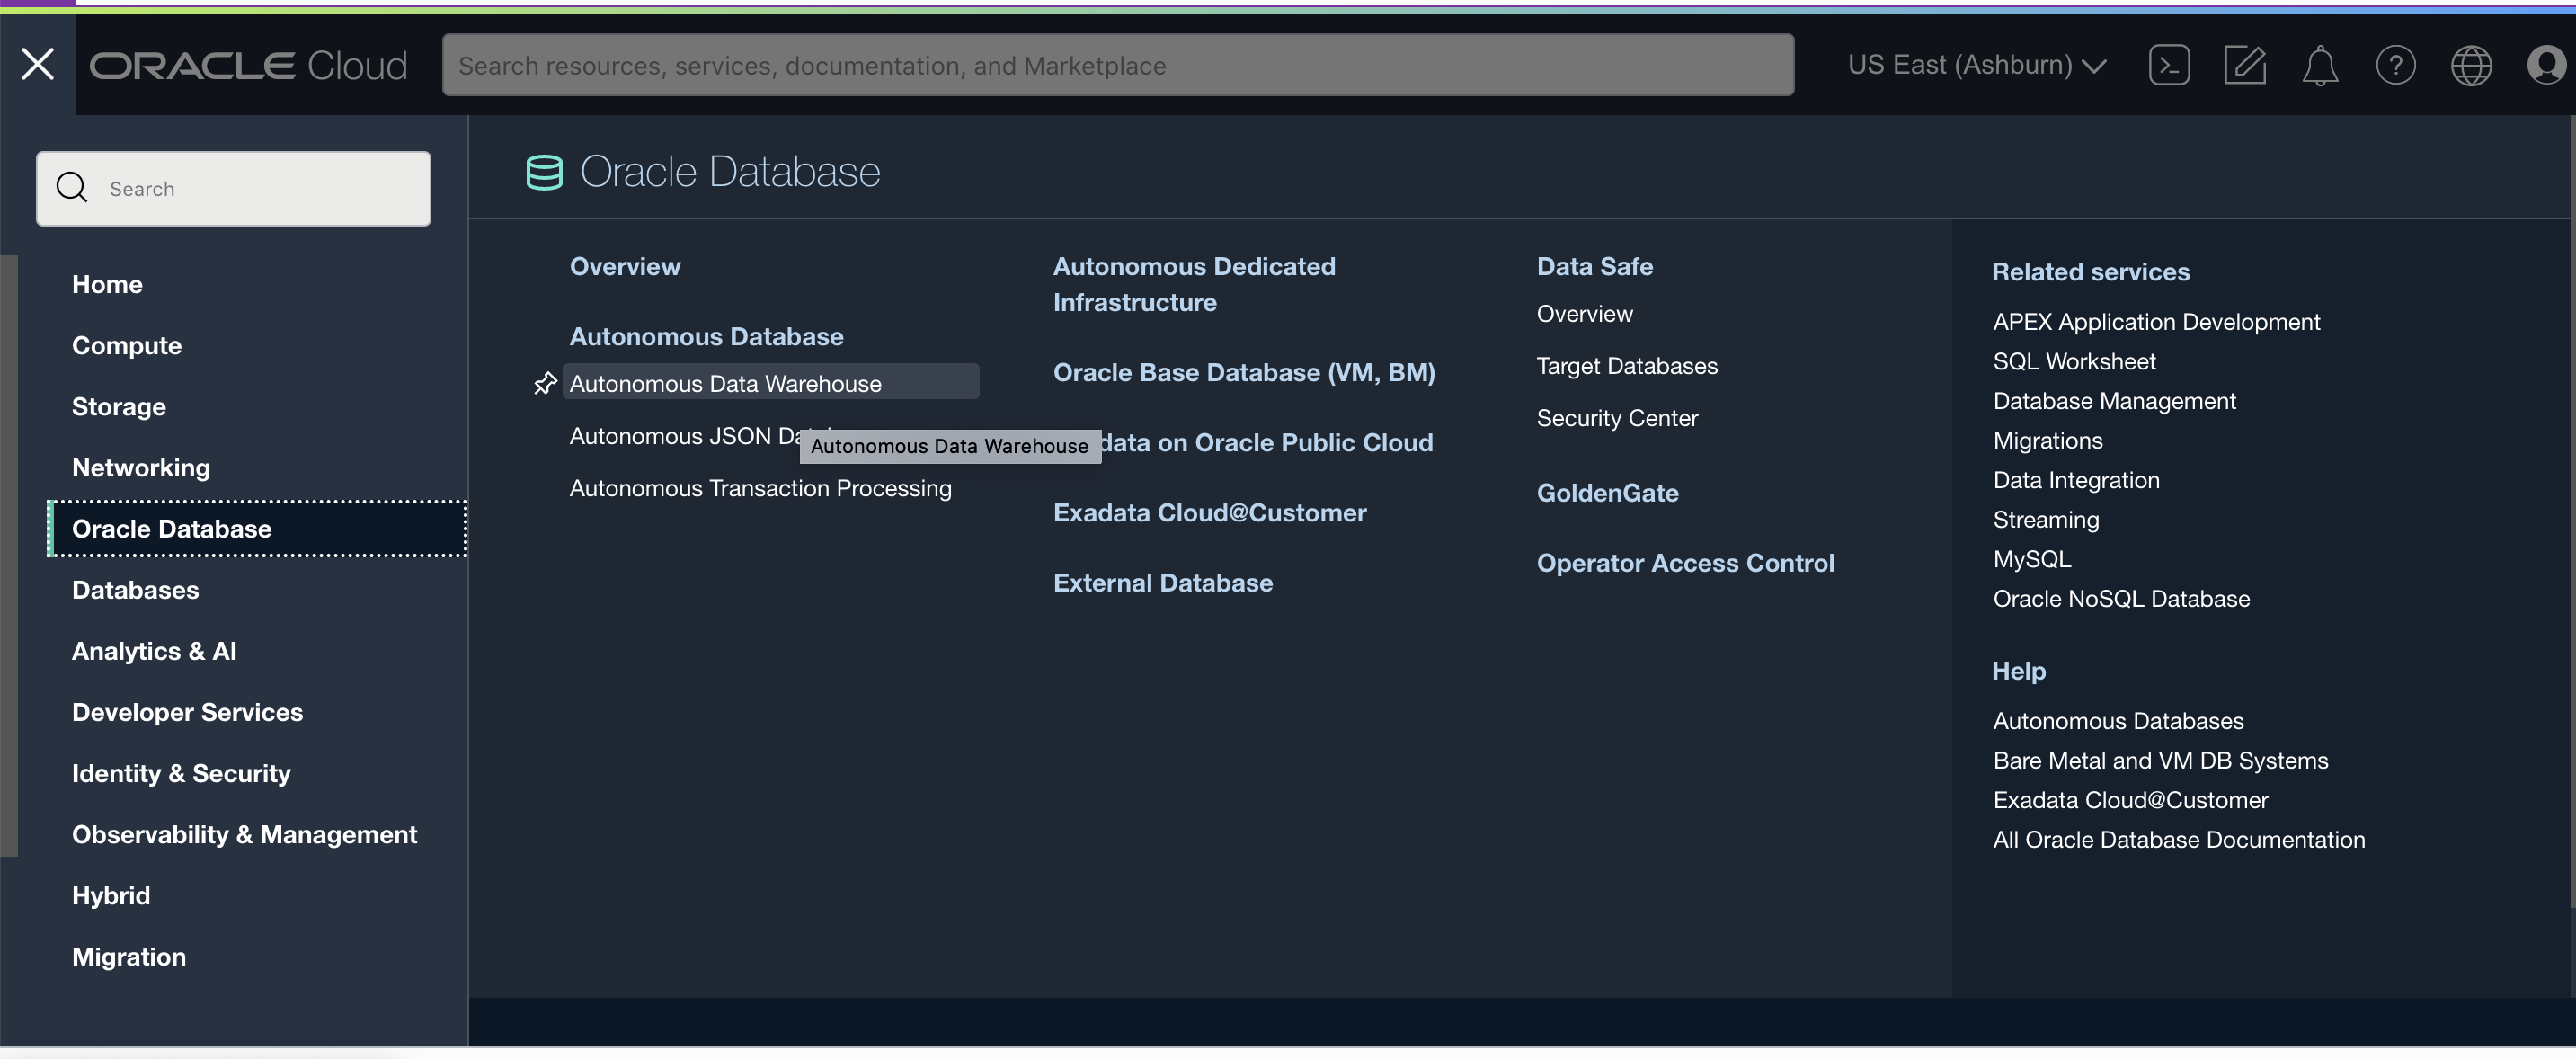 ORACLE Cloud
Search resources, services, documentation, and Marketplace
US East (Ashburn)
Search
Home
Compute
Storage
Networking
Oracle Database
Databases
Analytics & AI
Developer Services
Identity & Security
Observability & Management
Hybrid
Migration
Oracle Database
Overview
Autonomous Database
Autonomous Data Warehouse
Autonomous JSON
Autonomous Data Warehouse
Autonomous Transaction Processing
Autonomous Dedicated
Infrastructure
Oracle Base Database (VM, BM)
on Oracle Public Cloud
Exadata Cloud@Customer
External Database
Data Safe
Overview
Target Databases
Security Center
GoldenGate
Operator Access Control
Related services
APEX Application Development
SQL Worksheet
Database Management
Migrations
Data Integration
Streaming
MySQL
Oracle NoSQL Database
Help
Autonomous Databases
Bare Metal and VM DB Systems
Exadata Cloud@Customer
All Oracle Database Documentation